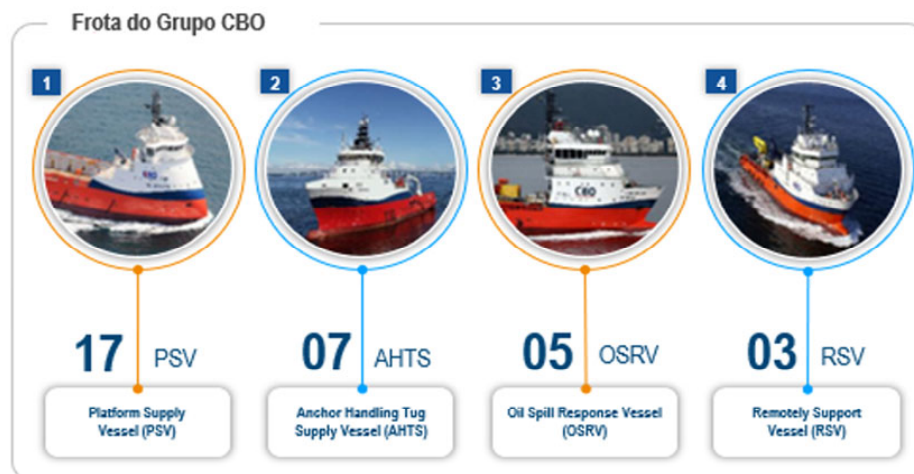 Frota do Grupo CBO
1
2
3
4
CBO
17 PSV
07 AHTS
05 OSRV
03 RSV
Platform Supply
Vessel (PSV)
Anchor Handling Tug
Supply Vessel (AHTS)
Oil Spill Response Vessel
(OSRV)
Remotely Support
Vessel (RSV)